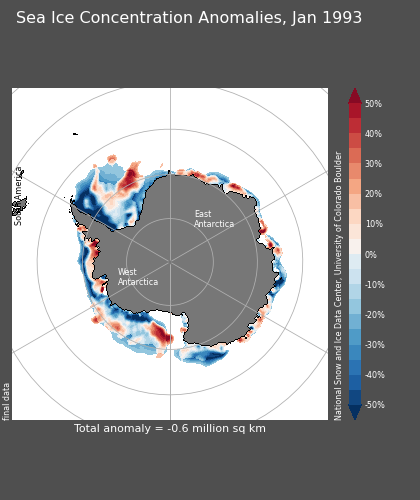 Sea Ice Concentration Anomalies, Jan 1993
South America
East
Antarctica
West
Antarctica
final data
National Snow and Ice Data Center, University of Colorado Boulder
50%
40%
30%
20%
10%
0%
-10%
-20%
-30%
-40%
-50%
Total anomaly = -0.6 million sq km